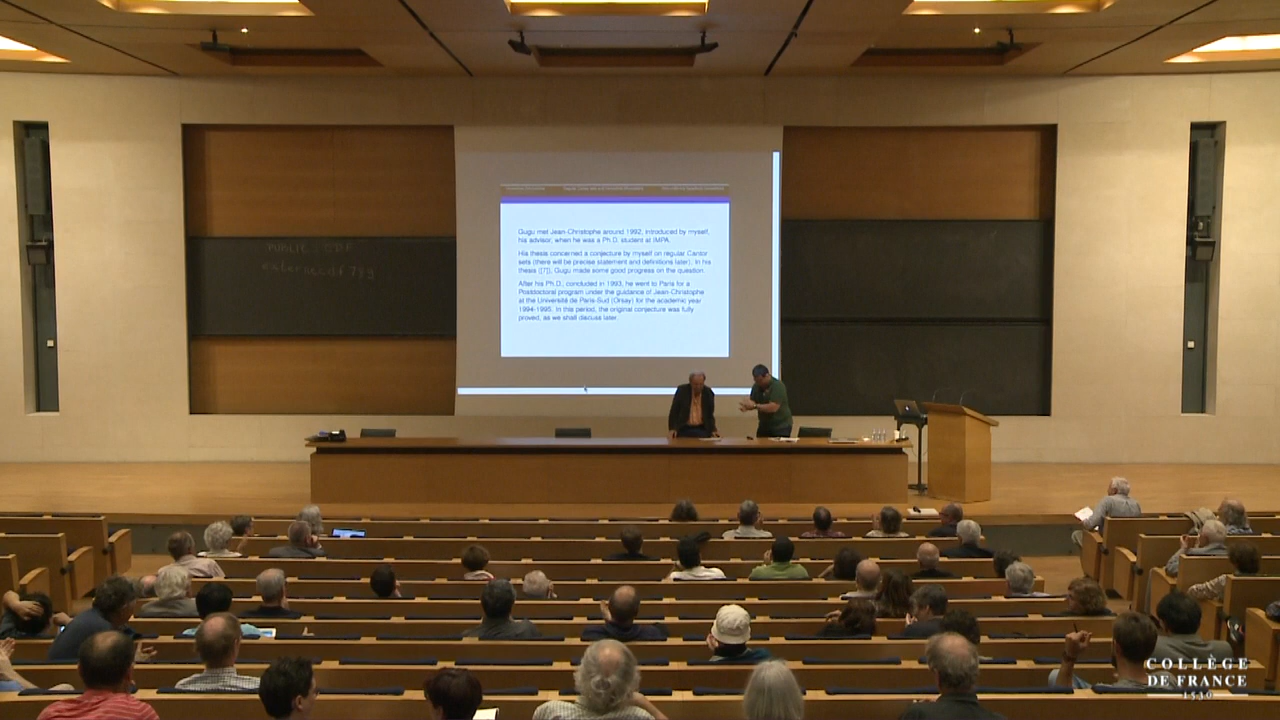 PUBLIC : CDF
Gugu met Jean-Christophe around 1992, introduced by myself,
his advisor, when he was a Ph.D. student at IMPA.
His thesis concerned a conjecture by myself on regular Cantor
sets (there will be precise statement and definitions later). In his
thesis ([7]), Gugu made some good progress on the question.
After his Ph.D., concluded in 1993, he went to Paris for a
Postdoctoral program under the guidance of Jean-Christophe
at the Université de Paris-Sud (Orsay) for the academic year
1994-1995. In this period, the original conjecture was fully
proved, as we shall discuss later.
COLLÈGE
DE FRANCE
1530